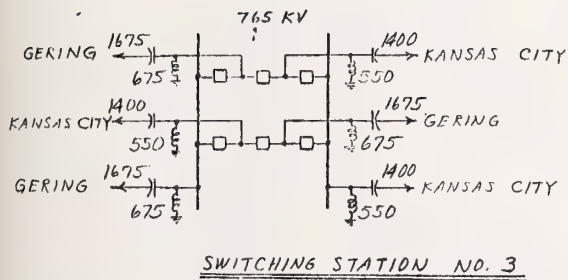 765 KV
GERING 1675 1400 KANSAS CITY
675 550
KANSAS CITY 1400 1675 GERING
550 675
GERING 1675 1400 KANSAS CITY
675 550
SWITCHING STATION NO. 3